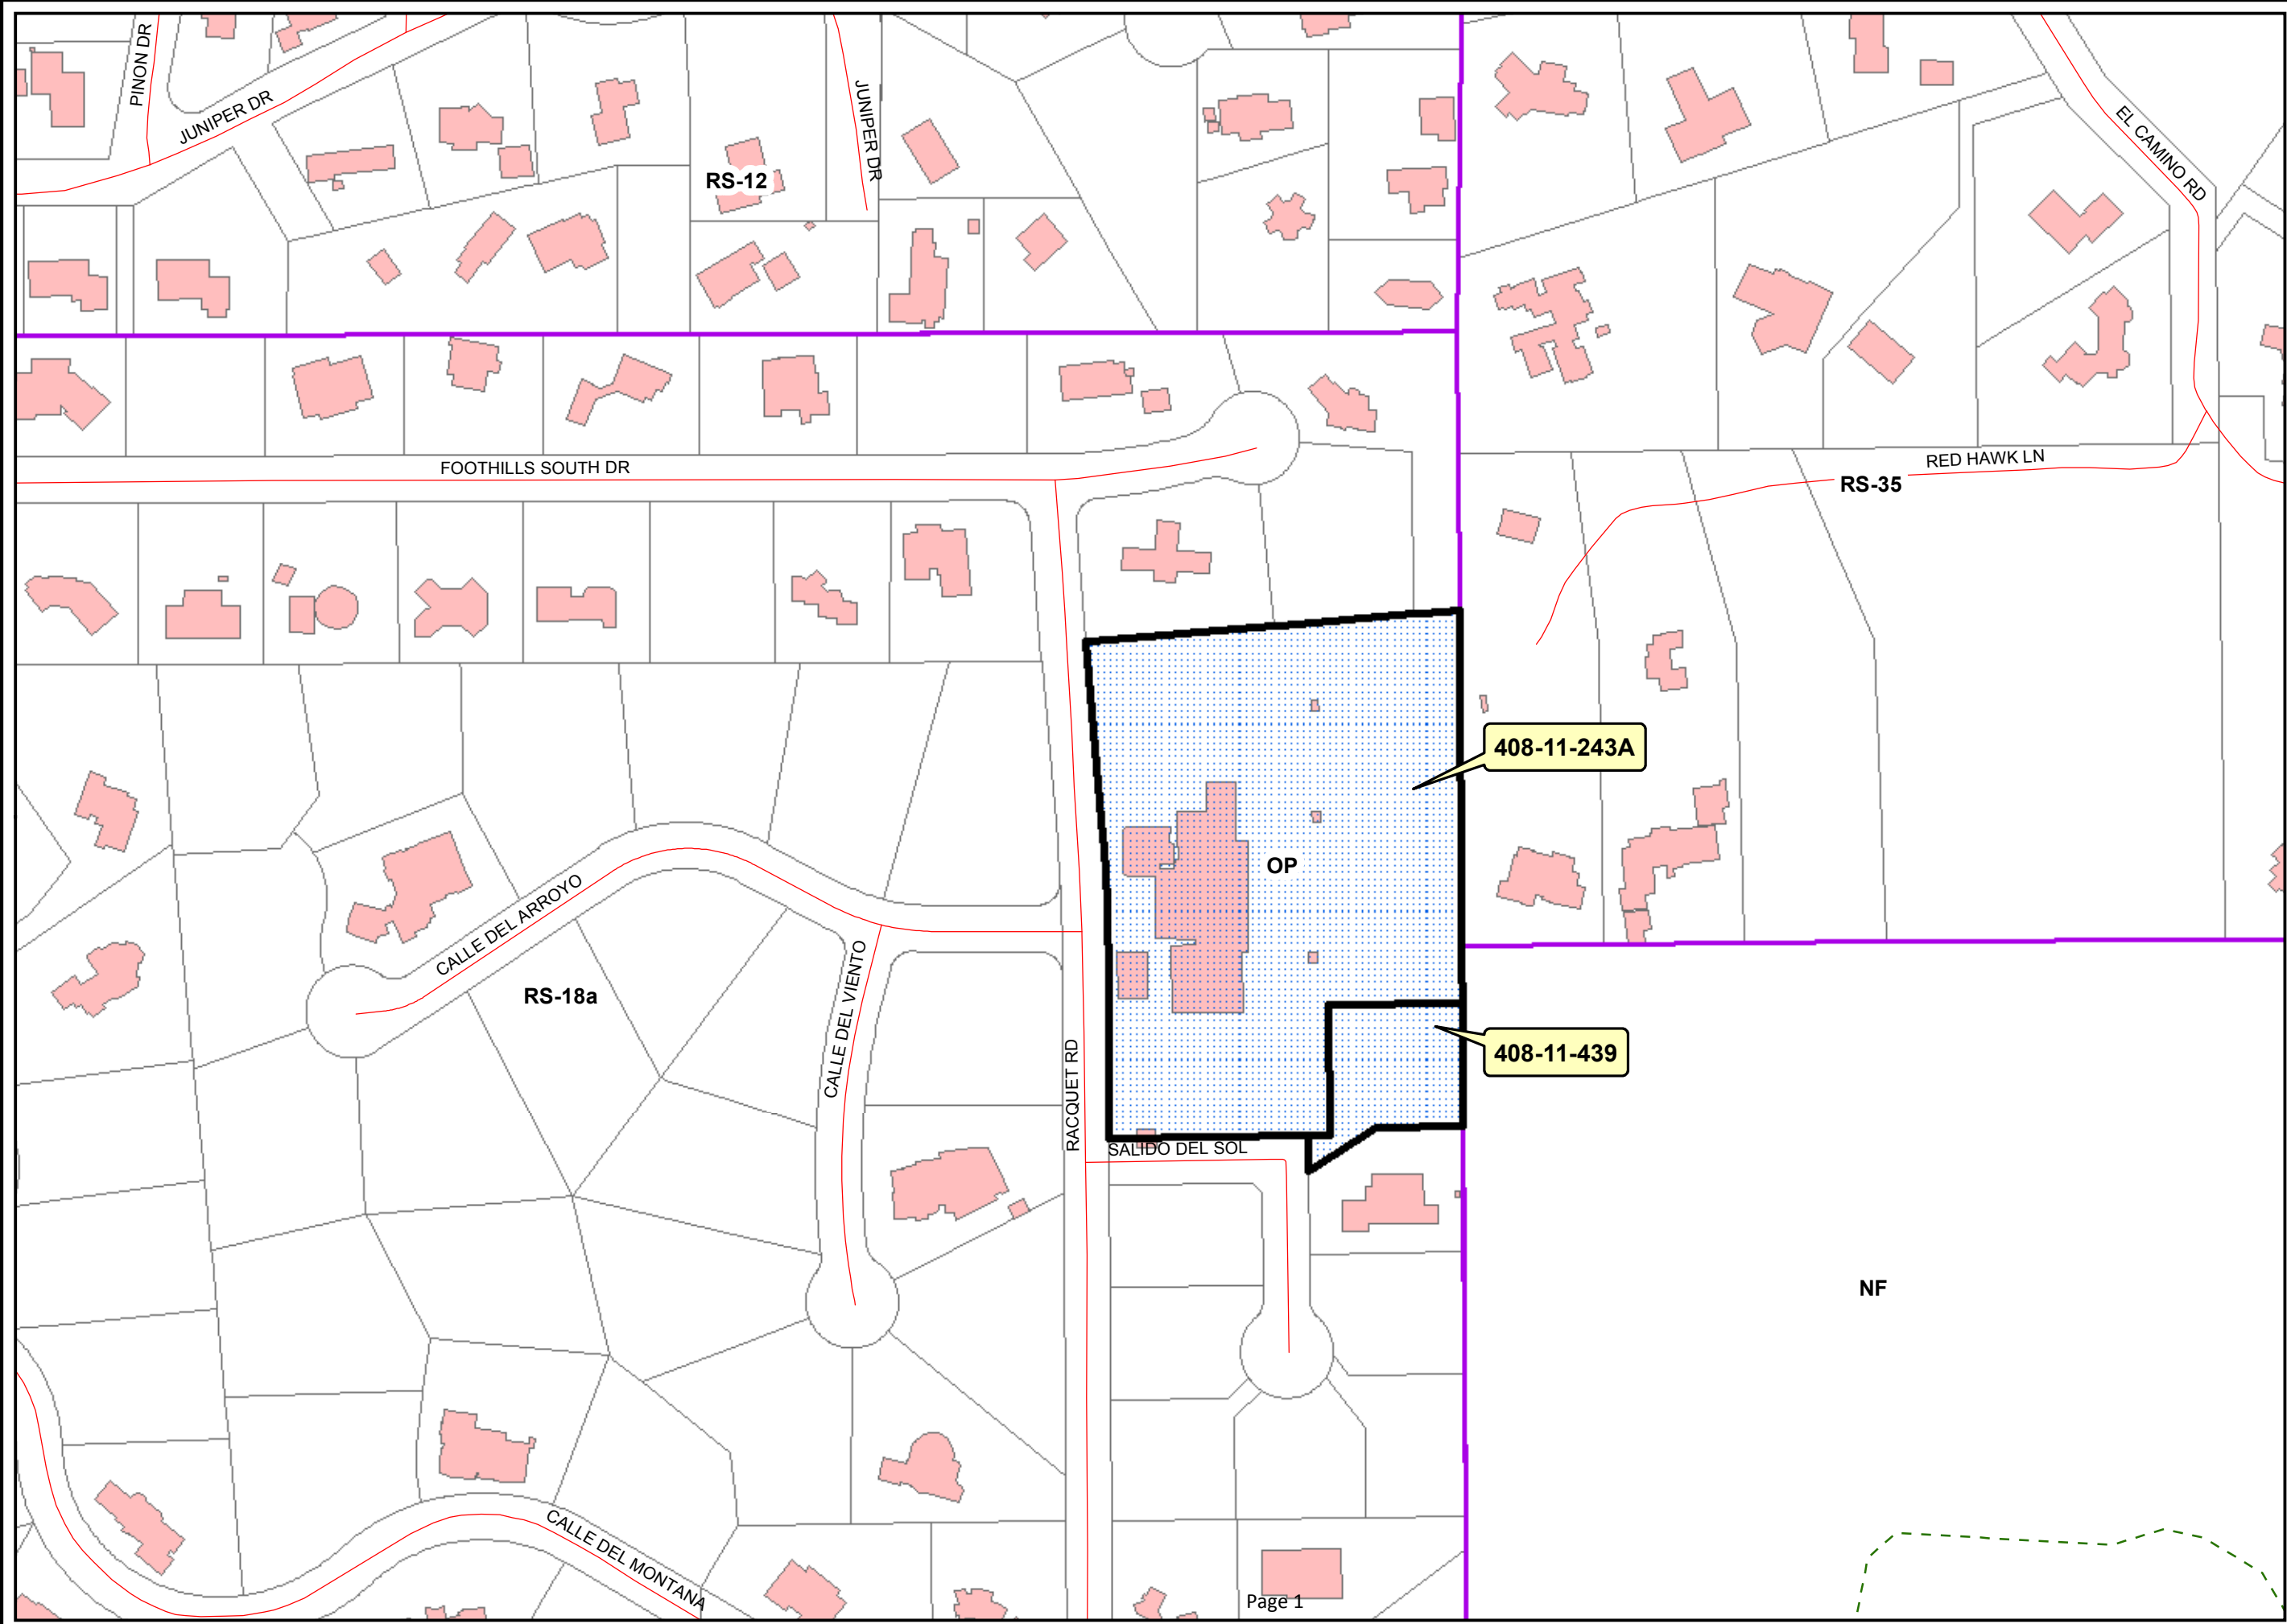 PINON DR
JUNIPER DR
JUNIPER DR
RS-12
EL CAMINO RD
FOOTHILLS SOUTH DR
RED HAWK LN
RS-35
408-11-243A
OP
CALLE DEL ARROYO
CALLE DEL VIENTO
RS-18a
408-11-439
RACQUET RD
SALIDO DEL SOL
NF
CALLE DEL MONTANA
Page 1